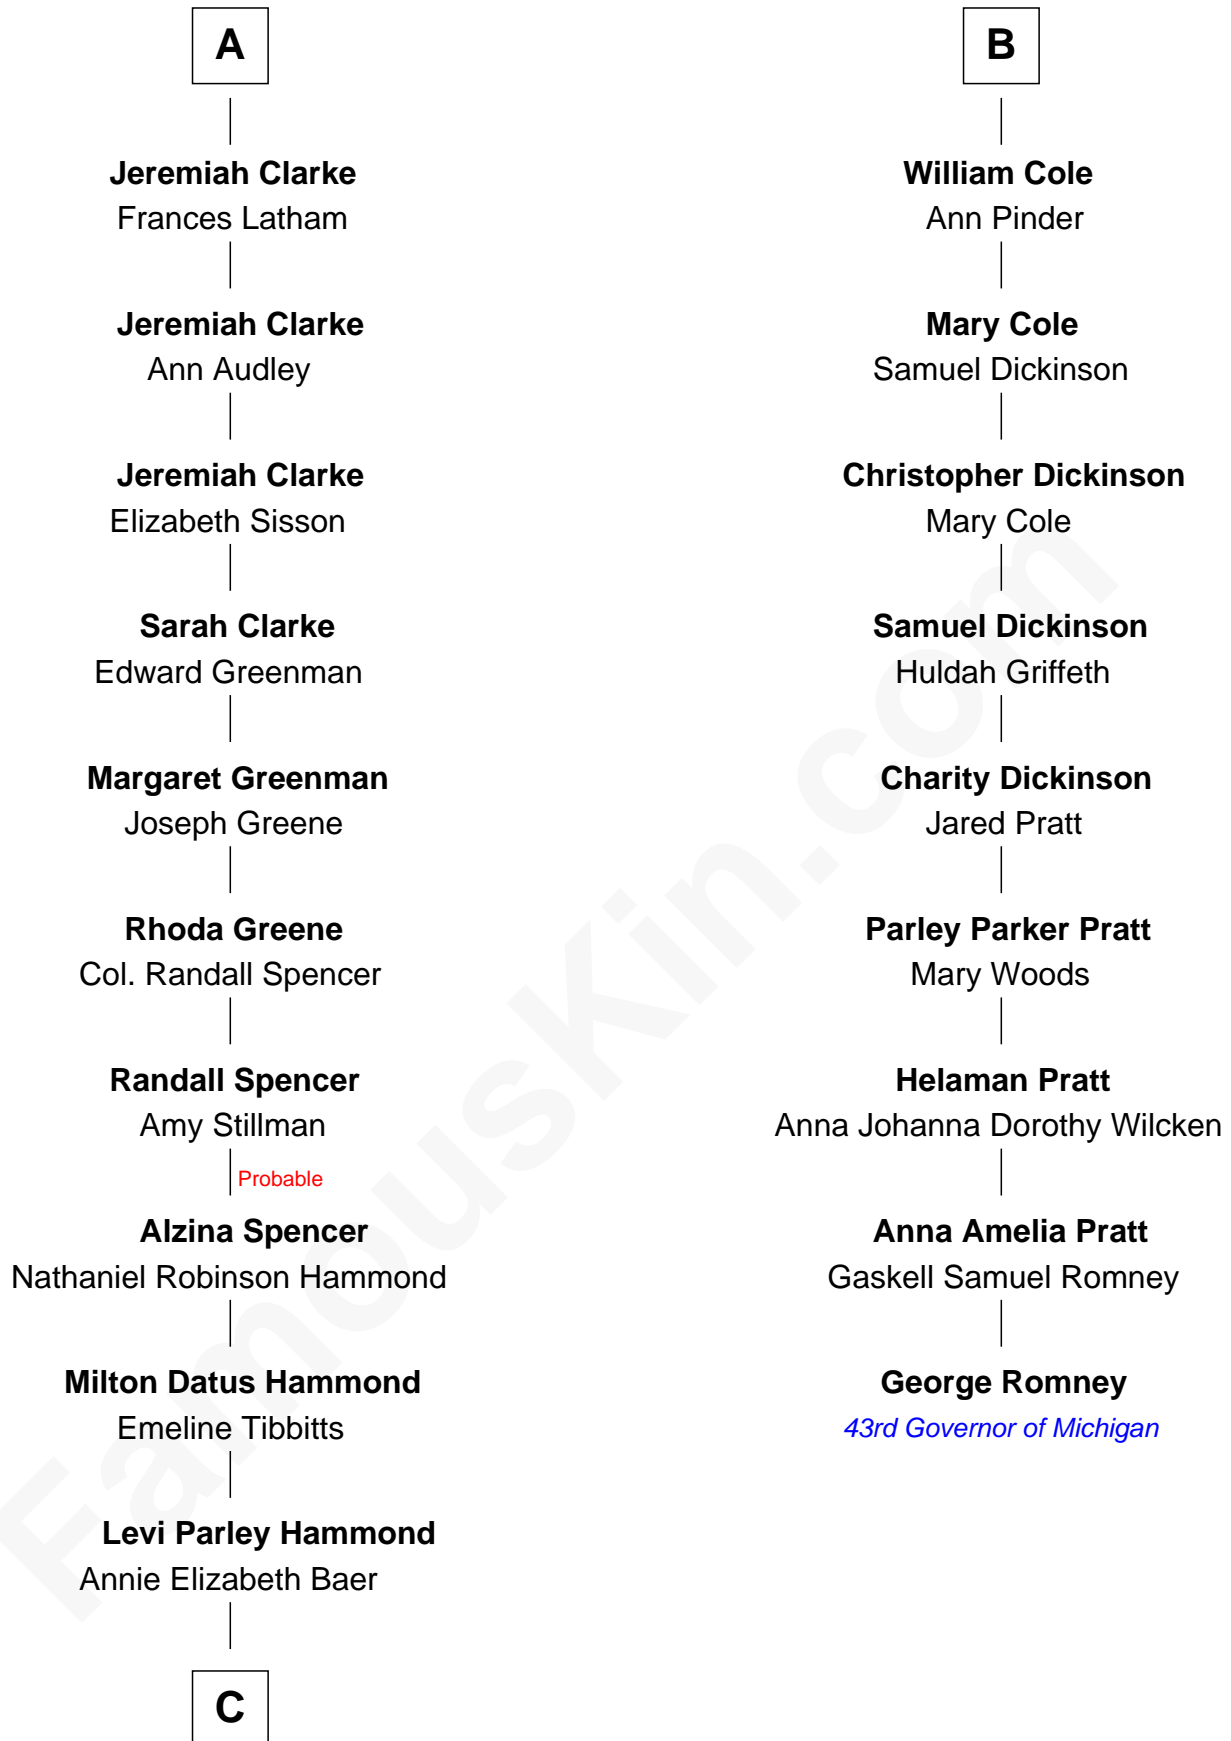 A
Jeremiah Clarke
Frances Latham
Jeremiah Clarke
Ann Audley
Jeremiah Clarke
Elizabeth Sisson
Sarah Clarke
Edward Greenman
Margaret Greenman
Joseph Greene
Rhoda Greene
Col. Randall Spencer
Randall Spencer
Amy Stillman
Probable
Alzina Spencer
Nathaniel Robinson Hammond
Milton Datus Hammond
Emeline Tibbitts
Levi Parley Hammond
Annie Elizabeth Baer
C
B
William Cole
Ann Pinder
Mary Cole
Samuel Dickinson
Christopher Dickinson
Mary Cole
Samuel Dickinson
Huldah Griffeth
Charity Dickinson
Jared Pratt
Parley Parker Pratt
Mary Woods
Helaman Pratt
Anna Johanna Dorothy Wilcken
Anna Amelia Pratt
Gaskell Samuel Romney
George Romney
43rd Governor of Michigan
FamousKin.com